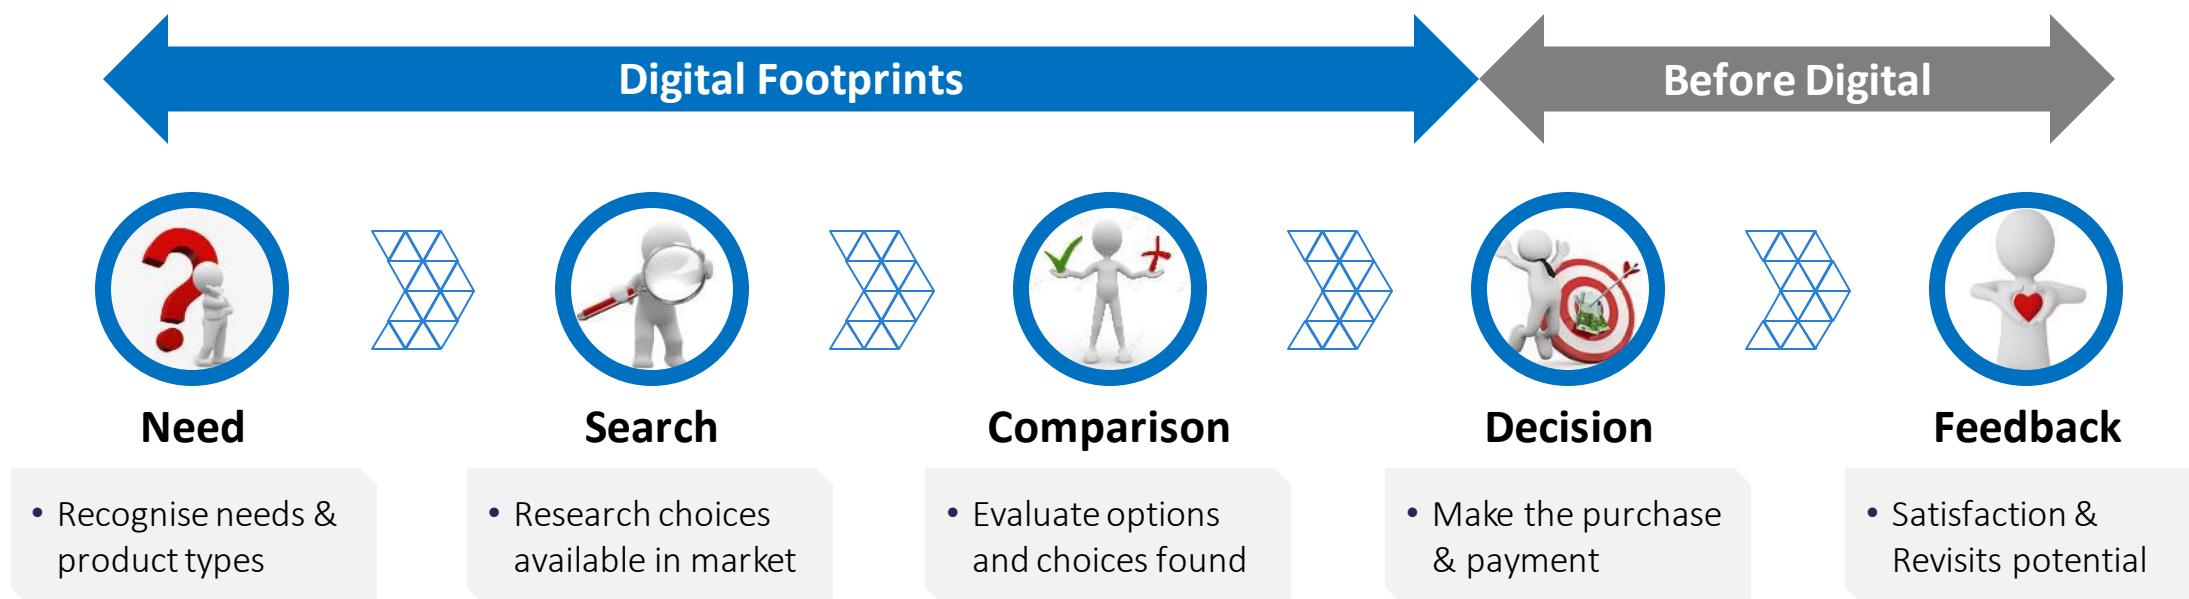 Digital Footprints
Before Digital
Need
Search
Comparison
Decision
Feedback
• Recognise needs &
product types
• Research choices
available in market
• Evaluate options
and choices found
• Make the purchase
& payment
• Satisfaction &
Revisits potential